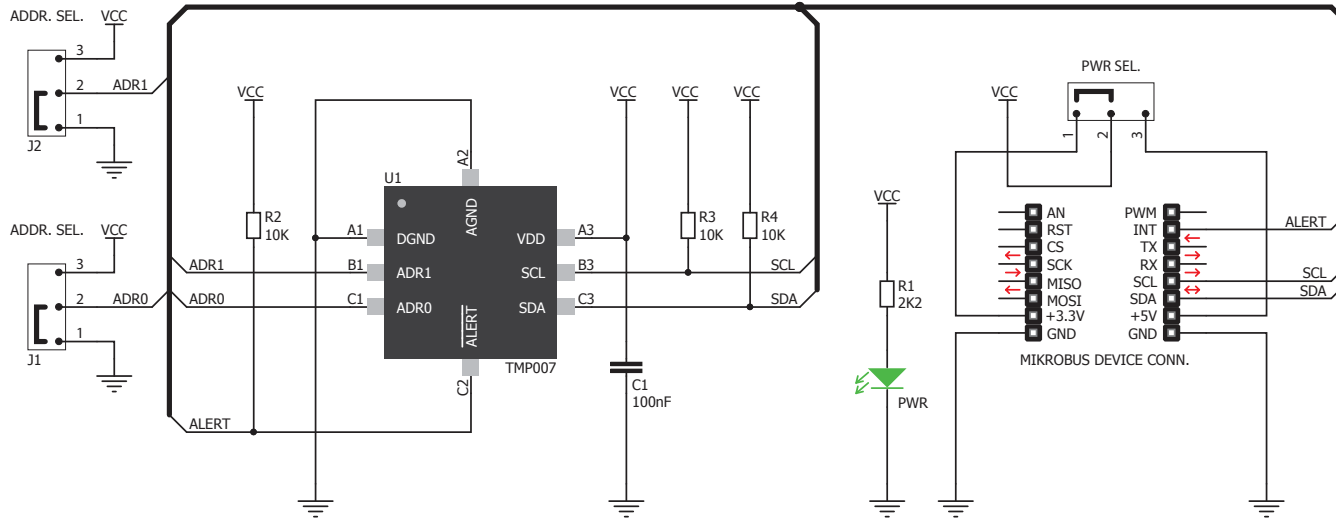 ADDR. SEL. VCC
3
2 ADR1
1
J2
ADDR. SEL. VCC
3
2 ADR0
1
J1
VCC
R2
10K
ADR1
ADR0
ALERT
U1
A2
AGND
A1 DGND
B1 ADR1
C1 ADR0
VDD A3
SCL B3
SDA C3
ALERT
C2
TMP007
VCC
VCC
VCC
R3
10K
R4
10K
SCL
SDA
C1
100nF
VCC
R1
2K2
PWR
PWR SEL.
VCC
1 2 3
AN PWM
RST INT
CS TX
SCK RX
MISO SCL
MOSI SDA
+3.3V +5V
GND GND
MIKROBUS DEVICE CONN.
ALERT
SCL
SDA